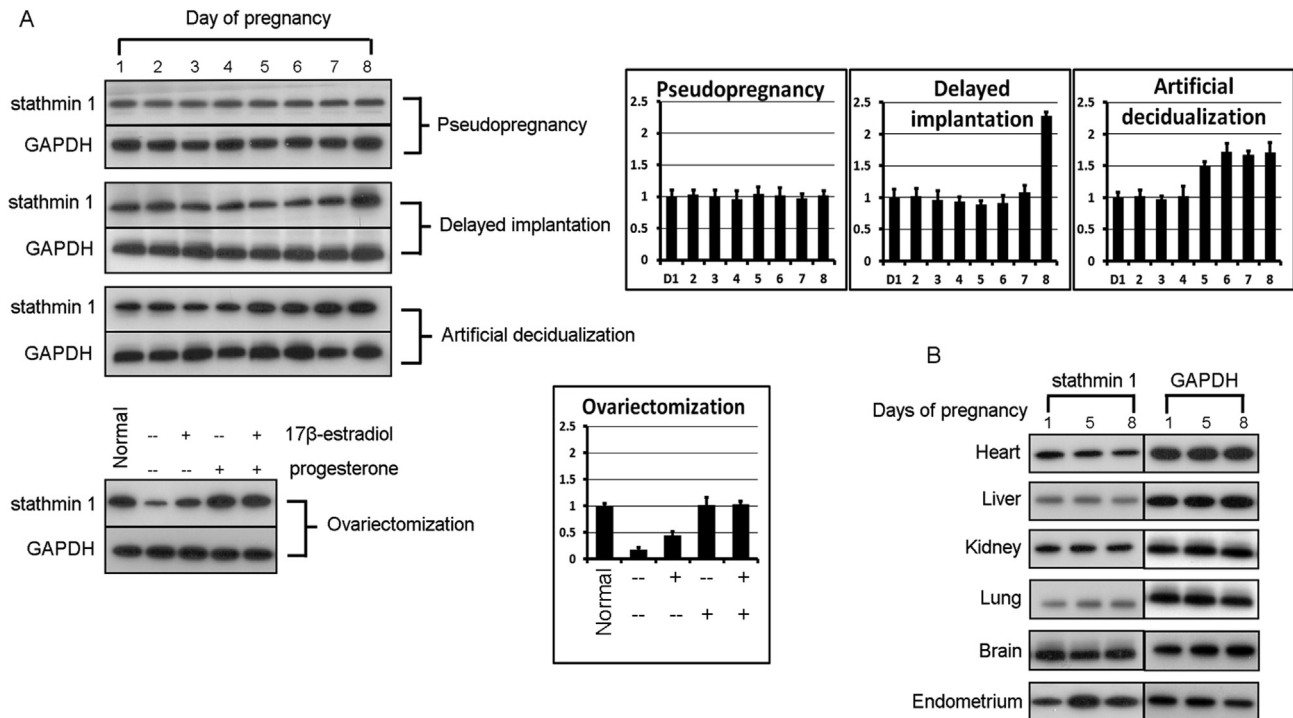 A
Day of pregnancy
1 2 3 4 5 6 7 8
stathmin 1
GAPDH
Pseudopregnancy
stathmin 1
GAPDH
Delayed implantation
stathmin 1
GAPDH
Artificial decidualization
Normal -- + -- + 17β-estradiol
-- -- + + progesterone
stathmin 1
GAPDH
Ovariectomization
Pseudopregnancy
2.5
2
1.5
1
0.5
0
D1 2 3 4 5 6 7 8
Delayed
implantation
2.5
2
1.5
1
0.5
0
D1 2 3 4 5 6 7 8
Artificial
decidualization
2.5
2
1.5
1
0.5
0
D1 2 3 4 5 6 7 8
Ovariectomization
2.5
2
1.5
1
0.5
0
Normal -- + -- +
-- -- + +
B
stathmin 1 GAPDH
Days of pregnancy 1 5 8 1 5 8
Heart
Liver
Kidney
Lung
Brain
Endometrium